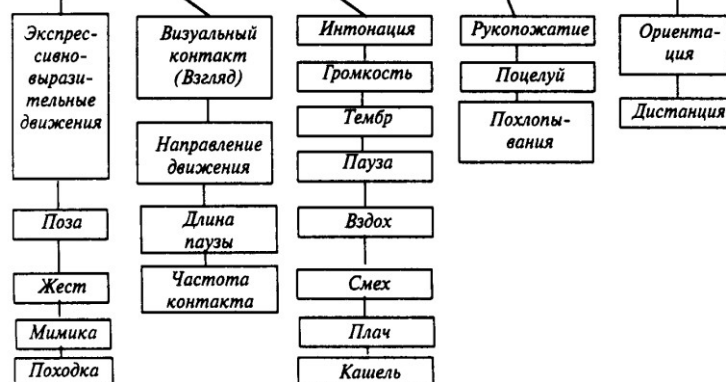 Экспрес-
сивно-
вырази-
тельные
движения
Поза
Жест
Мимика
Походка
Визуальный
контакт
(Взгляд)
Направление
движения
Длина
паузы
Частота
контакта
Интонация
Громкость
Тембр
Пауза
Вздох
Смех
Плач
Кашель
Рукопожатие
Поцелуй
Похлопы-
вания
Ориента-
ция
Дистанция